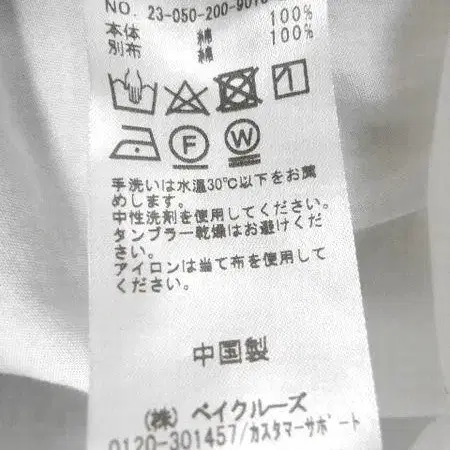 NO. 23-050-200-9010
本体 綿 100%
別布 綿 100%
F W
手洗いは水温30℃以下をお薦
めします。
中性洗剤を使用してください。
タンブラー乾燥はお避けくだ
さい。
アイロンは当て布を使用して
ください。
中国製
(株) ベイクルーズ
0120-301457/カスタマーサポート